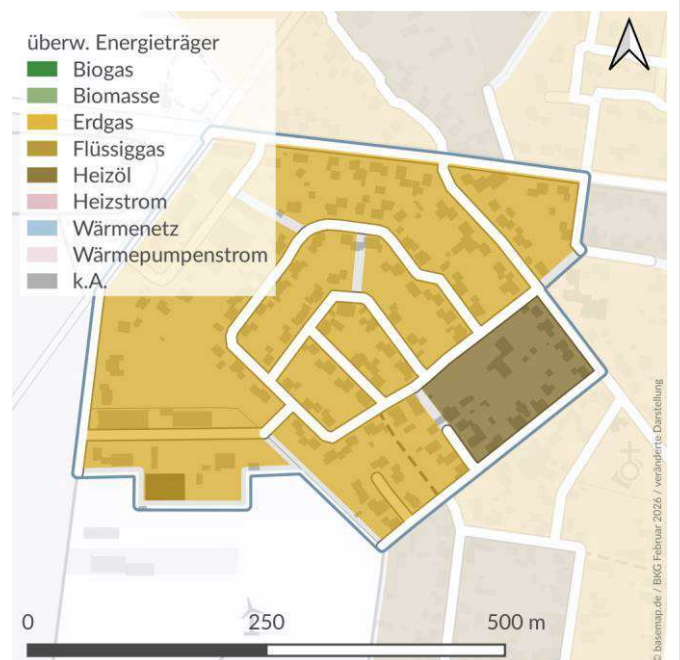 überw. Energieträger
Biogas
Biomasse
Erdgas
Flüssiggas
Heizöl
Heizstrom
Wärmenetz
Wärmepumpenstrom
k.A.
© basemap.de / BKG Februar 2026 / veränderte Darstellung
0 250 500 m